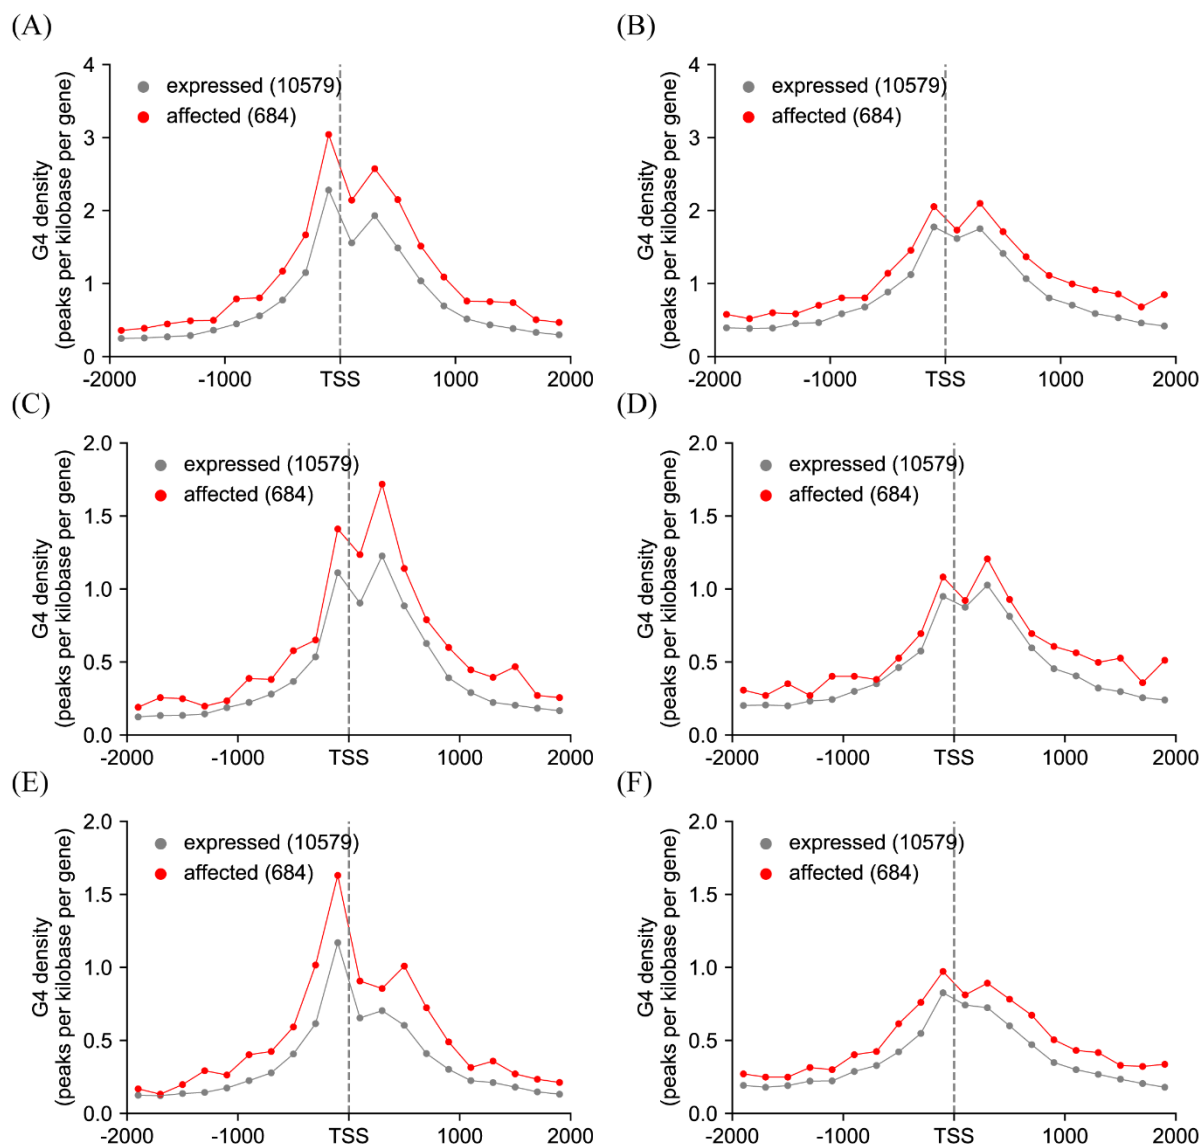 (A)
4
3
2
1
0
G4 density
(peaks per kilobase per gene)
expressed (10579)
affected (684)
-2000
-1000
TSS
1000
2000
(B)
4
3
2
1
0
G4 density
(peaks per kilobase per gene)
expressed (10579)
affected (684)
-2000
-1000
TSS
1000
2000
(C)
2.0
1.5
1.0
0.5
0.0
G4 density
(peaks per kilobase per gene)
expressed (10579)
affected (684)
-2000
-1000
TSS
1000
2000
(D)
2.0
1.5
1.0
0.5
0.0
G4 density
(peaks per kilobase per gene)
expressed (10579)
affected (684)
-2000
-1000
TSS
1000
2000
(E)
2.0
1.5
1.0
0.5
0.0
G4 density
(peaks per kilobase per gene)
expressed (10579)
affected (684)
-2000
-1000
TSS
1000
2000
(F)
2.0
1.5
1.0
0.5
0.0
G4 density
(peaks per kilobase per gene)
expressed (10579)
affected (684)
-2000
-1000
TSS
1000
2000